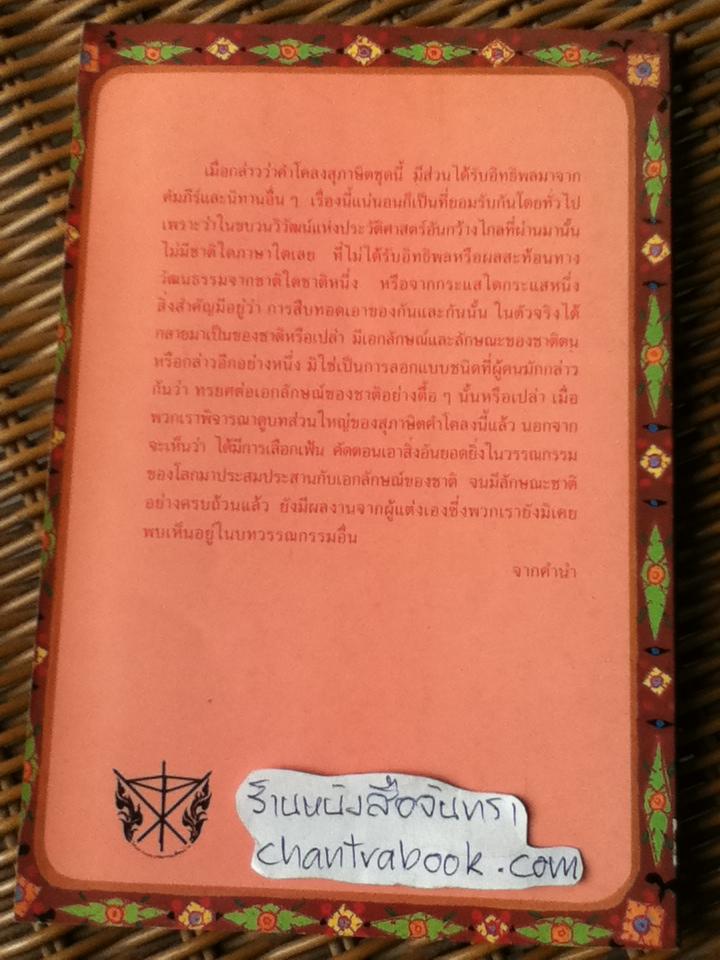 เมื่อกล่าวว่าคำโคลงสุภาษิตชุดนี้ มีส่วนได้รับอิทธิพลมาจาก
คัมภีร์และนิทานอื่น ๆ เรื่องนี้แน่นอนก็เป็นที่ยอมรับกันโดยทั่วไป
เพราะว่าในขบวนวิวัฒน์แห่งประวัติศาสตร์อันกว้างไกลที่ผ่านมานั้น
ไม่มีชาติใดภาษาใดเลย ที่ไม่ได้รับอิทธิพลหรือผลสะท้อนทาง
วัฒนธรรมจากชาติใดชาติหนึ่ง หรือจากกระแสใดกระแสหนึ่ง
สิ่งสำคัญมีอยู่ว่า การสืบทอดเอาของกันและกันนั้น ในตัวจริงได้
กลายมาเป็นของชาติหรือเปล่า มีเอกลักษณ์และลักษณะของชาติตน
หรือกล่าวอีกอย่างหนึ่ง มิใช่เป็นการลอกแบบชนิดที่ผู้คนมักกล่าว
กันว่า ทรยศต่อเอกลักษณ์ของชาติอย่างดื้อ ๆ นั้นหรือเปล่า เมื่อ
พวกเราพิจารณาดูบทส่วนใหญ่ของสุภาษิตคำโคลงนี้แล้ว นอกจาก
จะเห็นว่า ได้มีการเลือกเฟ้น คัดตอนเอาสิ่งอันยอดยิ่งในวรรณกรรม
ของโลกมาประสมประสานกับเอกลักษณ์ของชาติ จนมีลักษณะชาติ
อย่างครบถ้วนแล้ว ยังมีผลงานจากผู้แต่งเองซึ่งพวกเรายังมิเคย
พบเห็นอยู่ในบทวรรณกรรมอื่น
จากคำนำ
ร้านหนังสือจันทรา
chantrabook.com